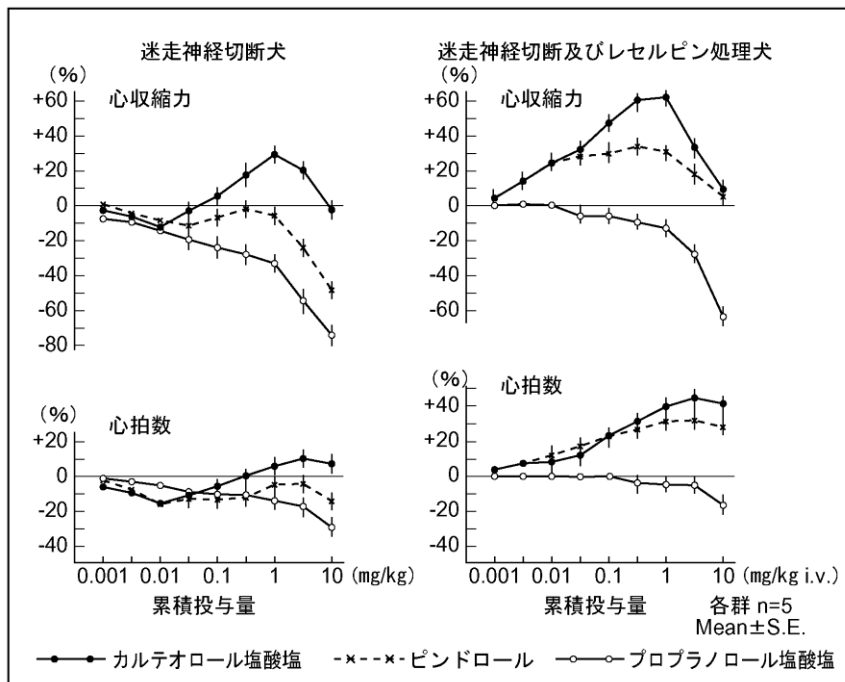 迷走神経切断犬
(%)
心収縮力
+60
+40
+20
0
-20
-40
-60
-80
(%)
心拍数
+20
0
-20
-40
0.001 0.01 0.1 1 10 (mg/kg)
累積投与量
迷走神経切断及びレセルピン処理犬
(%)
心収縮力
+60
+40
+20
0
-20
-40
-60
(%)
心拍数
+40
+20
0
-20
-40
0.001 0.01 0.1 1 10 (mg/kg i.v.)
累積投与量
各群 n=5
Mean±S.E.
カルテオロール塩酸塩 ピンドロール プロプラノロール塩酸塩